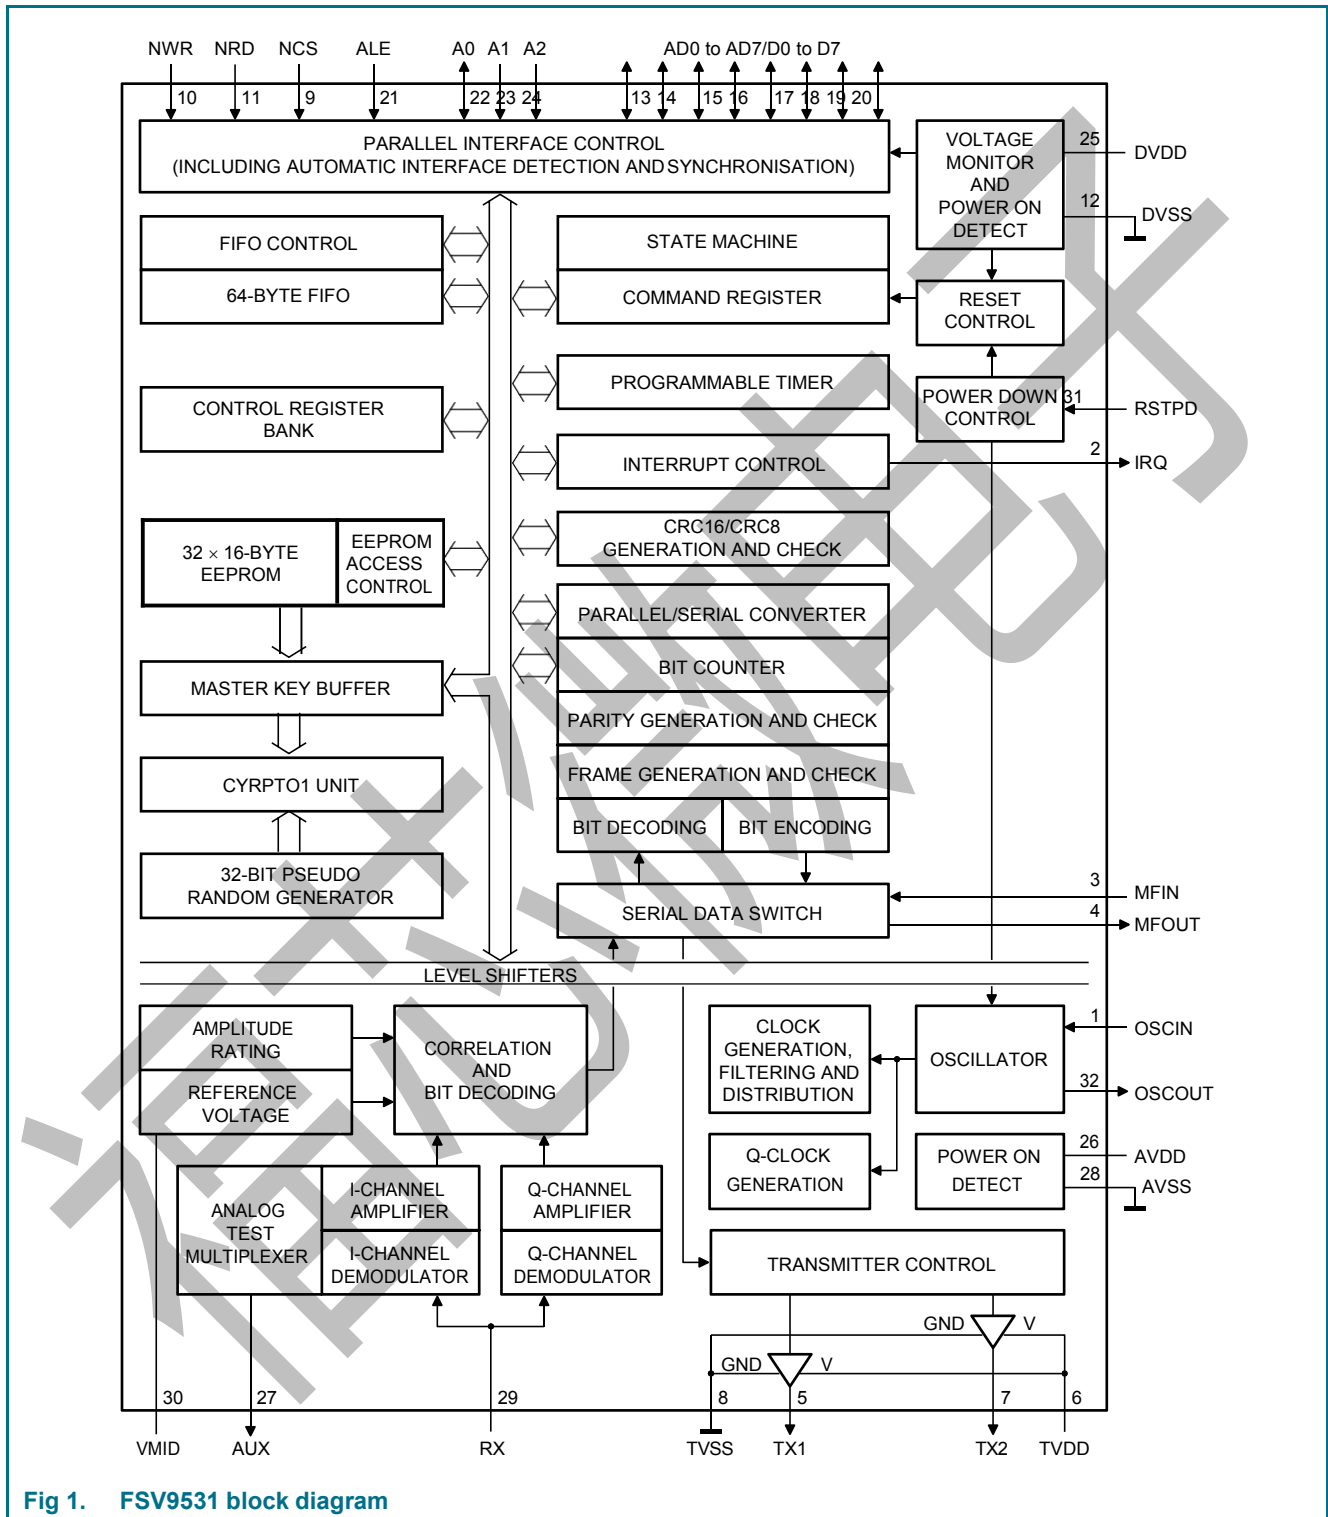 NWR NRD NCS ALE A0 A1 A2 AD0 to AD7/D0 to D7
10 11 9 21 22 23 24 13 14 15 16 17 18 19 20
PARALLEL INTERFACE CONTROL
(INCLUDING AUTOMATIC INTERFACE DETECTION AND SYNCHRONISATION)
VOLTAGE
MONITOR
AND
POWER ON
DETECT
25
DVDD
12
DVSS
FIFO CONTROL
64-BYTE FIFO
STATE MACHINE
COMMAND REGISTER
RESET
CONTROL
CONTROL REGISTER
BANK
PROGRAMMABLE TIMER
POWER DOWN
CONTROL
31
RSTPD
INTERRUPT CONTROL
2
IRQ
32 × 16-BYTE
EEPROM
EEPROM
ACCESS
CONTROL
CRC16/CRC8
GENERATION AND CHECK
PARALLEL/SERIAL CONVERTER
BIT COUNTER
PARITY GENERATION AND CHECK
FRAME GENERATION AND CHECK
BIT DECODING
BIT ENCODING
MASTER KEY BUFFER
CYRPTO1 UNIT
32-BIT PSEUDO
RANDOM GENERATOR
SERIAL DATA SWITCH
3
MFIN
4
MFOUT
LEVEL SHIFTERS
AMPLITUDE
RATING
REFERENCE
VOLTAGE
CORRELATION
AND
BIT DECODING
CLOCK
GENERATION,
FILTERING AND
DISTRIBUTION
OSCILLATOR
1
OSCIN
32
OSCOUT
Q-CLOCK
GENERATION
POWER ON
DETECT
26
AVDD
28
AVSS
ANALOG
TEST
MULTIPLEXER
I-CHANNEL
AMPLIFIER
I-CHANNEL
DEMODULATOR
Q-CHANNEL
AMPLIFIER
Q-CHANNEL
DEMODULATOR
TRANSMITTER CONTROL
GND V
GND V
30 27 29 8 5 7 6
VMID AUX RX TVSS TX1 TX2 TVDD
Fig 1. FSV9531 block diagram
福芯微电子